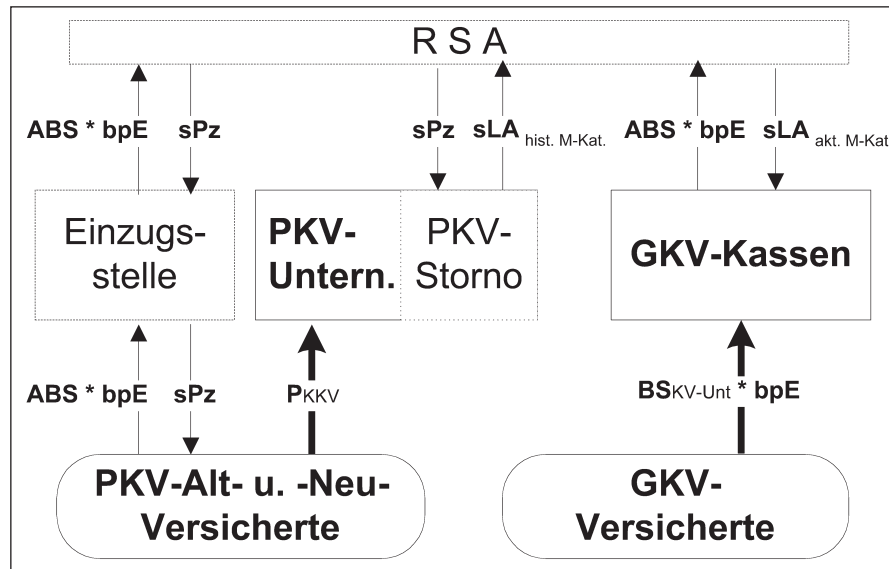 R S A
ABS * bpE
sPz
sPz
sLA hist. M-Kat.
ABS * bpE
sLA akt. M-Kat
Einzugs-
stelle
PKV-
Untern.
PKV-
Storno
GKV-Kassen
ABS * bpE
sPz
PKKV
BSKV-Unt * bpE
PKV-Alt- u. -Neu-
Versicherte
GKV-
Versicherte